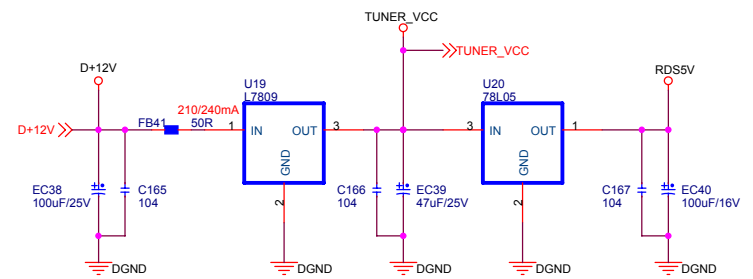 TUNER_VCC
TUNER_VCC
D+12V
RDS5V
U19
L7809
U20
78L05
210/240mA
D+12V
FB41
50R
1
IN
OUT
3
3
IN
OUT
1
GND
GND
2
2
EC38
100uF/25V
C165
104
C166
104
EC39
47uF/25V
C167
104
EC40
100uF/16V
DGND
DGND
DGND
DGND
DGND